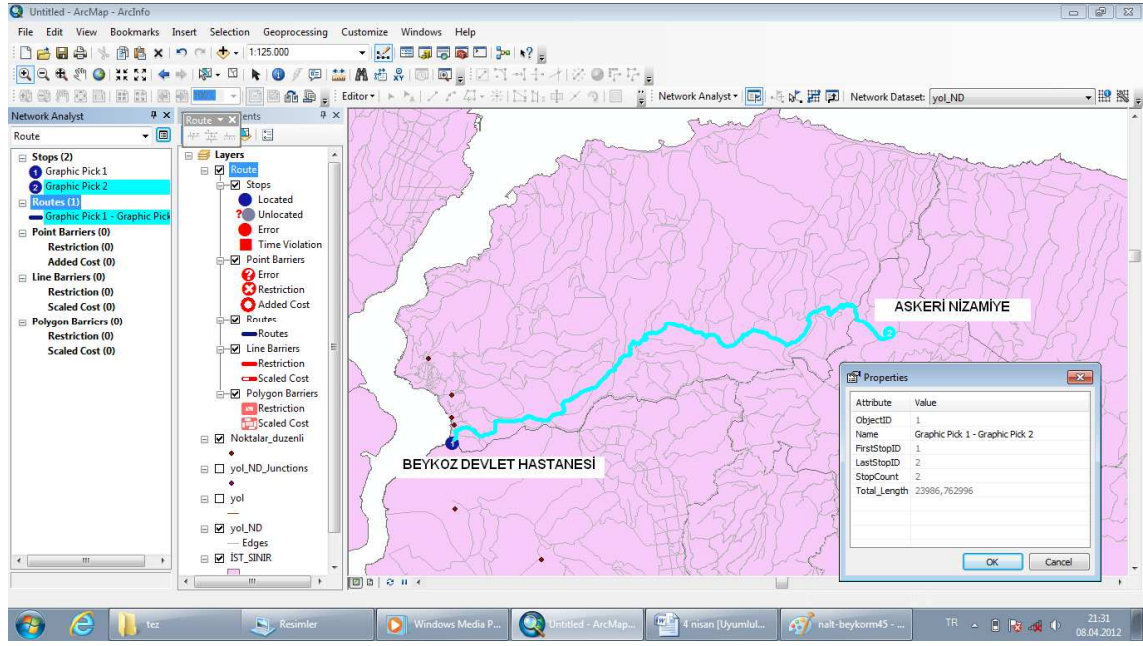 Untitled - ArcMap - ArcInfo
File Edit View Bookmarks Insert Selection Geoprocessing Customize Windows Help
1:125.000
Editor
Network Analyst
Network Dataset: yol_ND
Network Analyst
Route
Stops (2)
1 Graphic Pick 1
2 Graphic Pick 2
Routes (1)
Graphic Pick 1 - Graphic Pick
Point Barriers (0)
Restriction (0)
Added Cost (0)
Line Barriers (0)
Restriction (0)
Scaled Cost (0)
Polygon Barriers (0)
Restriction (0)
Scaled Cost (0)
Route
ents
Layers
Route
Stops
Located
? Unlocated
Error
Time Violation
Point Barriers
? Error
Restriction
Added Cost
Routes
Routes
Line Barriers
Restriction
Scaled Cost
Polygon Barriers
Restriction
Scaled Cost
Noktalar_duzenli
yol_ND_Junctions
yol
yol_ND
Edges
İST_SINIR
ASKERİ NİZAMİYE
2
1
BEYKOZ DEVLET HASTANESİ
Properties
Attribute Value
ObjectID 1
Name Graphic Pick 1 - Graphic Pick 2
FirstStopID 1
LastStopID 2
StopCount 2
Total_Length 23986,762996
OK Cancel
tez
Resimler
Windows Media P...
Untitled - ArcMap...
4 nisan [Uyumlul...
nalt-beykorm45 - ...
TR
21:31
08.04.2012